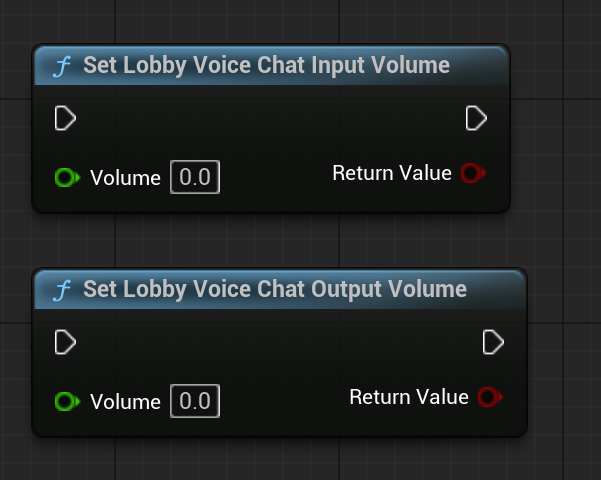 f Set Lobby Voice Chat Input Volume
Volume 0.0 Return Value
f Set Lobby Voice Chat Output Volume
Volume 0.0 Return Value